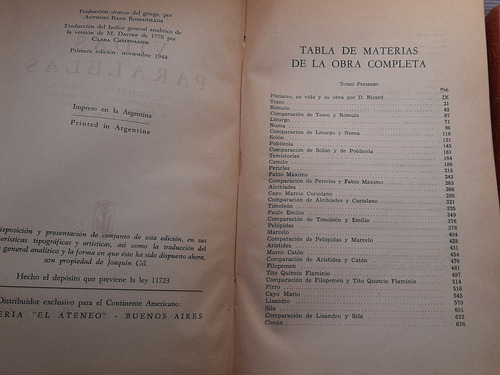 Traducción directa del griego, por
Antonio Ranz Romanillos
Traducción del Indice general analítico de
la versión de M. Dacier de 1778 por
Clara Campoamor
Primera edición noviembre 1944
PARALELAS
Impreso en la Argentina
Printed in Argentine
disposición y presentación de conjunto de esta edición, en sus
características tipográficas y artísticas, así como la traducción del
general analítico y la forma en que éste ha sido dispuesto ahora,
son propiedad de Joaquín Gil.
Hecho el depósito que previene la ley 11723
Distribuidor exclusivo para el Continente Americano:
ERIA "EL ATENEO" - BUENOS AIRES
TABLA DE MATERIAS
DE LA OBRA COMPLETA
Tomo Primero
Pág.
Plutarco, su vida y su obra por D. Ricard IX
Teseo 21
Rómulo 43
Comparación de Teseo y Rómulo 67
Licurgo 71
Numa 96
Comparación de Licurgo y Numa 116
Solón 121
Publícola 145
Comparación de Solón y de Publícola 161
Temístocles 164
Camilo 186
Pericles 215
Fabio Máximo 243
Comparación de Pericles y Fabio Máximo 263
Alcibíades 266
Cayo Marcio Coriolano 295
Comparación de Alcibíades y Coriolano 321
Timoleón 325
Paulo Emilio 349
Comparación de Timoleón y Emilio 376
Pelópidas 378
Marcelo 404
Comparación de Pelópidas y Marcelo 428
Arístides 431
Marco Catón 454
Comparación de Arístides y Catón 476
Filopemen 481
Tito Quincio Flaminio 497
Comparación de Filopemen y Tito Quincio Flaminio 514
Pirro 516
Cayo Mario 545
Lisandro 579
Sila 601
Comparación de Lisandro y Sila 632
Cimón 636